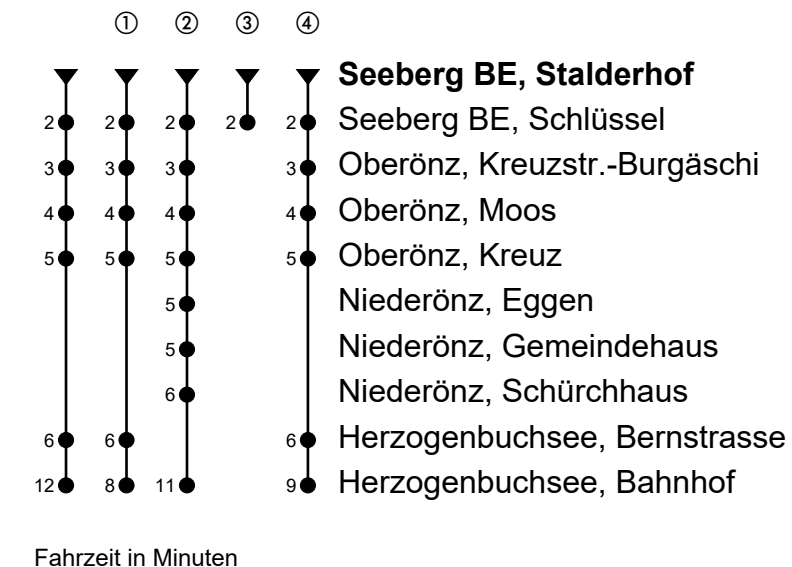 ① ② ③ ④
Seeberg BE, Stalderhof
2 2 2 2 2 Seeberg BE, Schlüssel
3 3 3 3 Oberönz, Kreuzstr.-Burgäschi
4 4 4 4 Oberönz, Moos
5 5 5 5 Oberönz, Kreuz
5 Niederönz, Eggen
5 Niederönz, Gemeindehaus
6 Niederönz, Schürchhaus
6 6 6 Herzogenbuchsee, Bernstrasse
12 8 11 9 Herzogenbuchsee, Bahnhof
Fahrzeit in Minuten